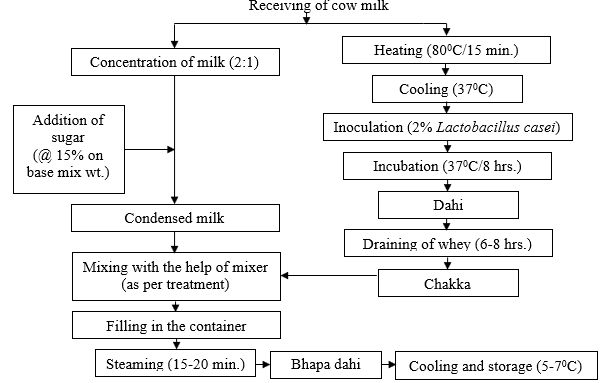 Receiving of cow milk
Concentration of milk (2:1)
Addition of
sugar
(@ 15% on
base mix wt.)
Condensed milk
Heating (80⁰C/15 min.)
Cooling (37⁰C)
Inoculation (2% Lactobacillus casei)
Incubation (37⁰C/8 hrs.)
Dahi
Draining of whey (6-8 hrs.)
Chakka
Mixing with the help of mixer
(as per treatment)
Filling in the container
Steaming (15-20 min.)
Bhapa dahi
Cooling and storage (5-7⁰C)